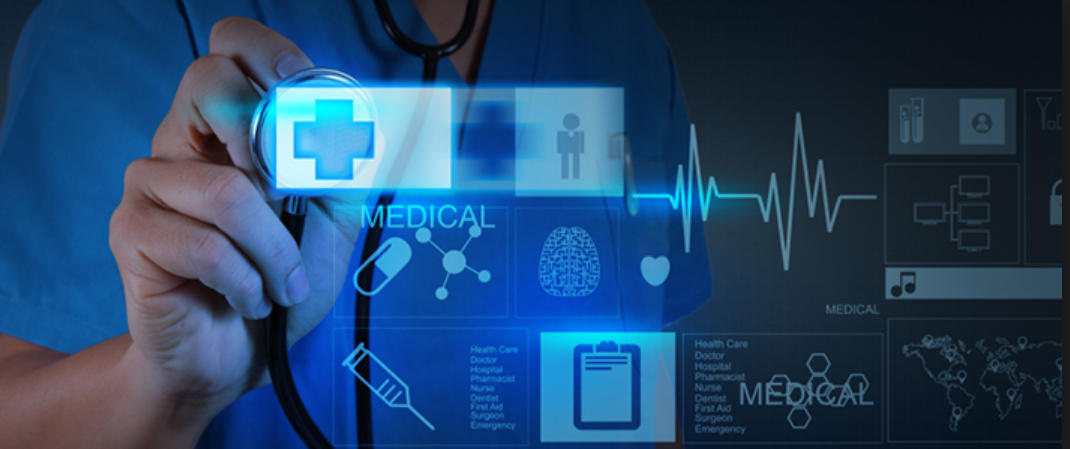 MEDICAL
MEDICAL
Health Care
Doctor
Hospital
Pharmacist
Nurse
Dentist
First Aid
Surgeon
Emergency
Health Care
Doctor
Hospital
Pharmacist
Nurse
Dentist
First Aid
Surgeon
Emergency
MEDICAL